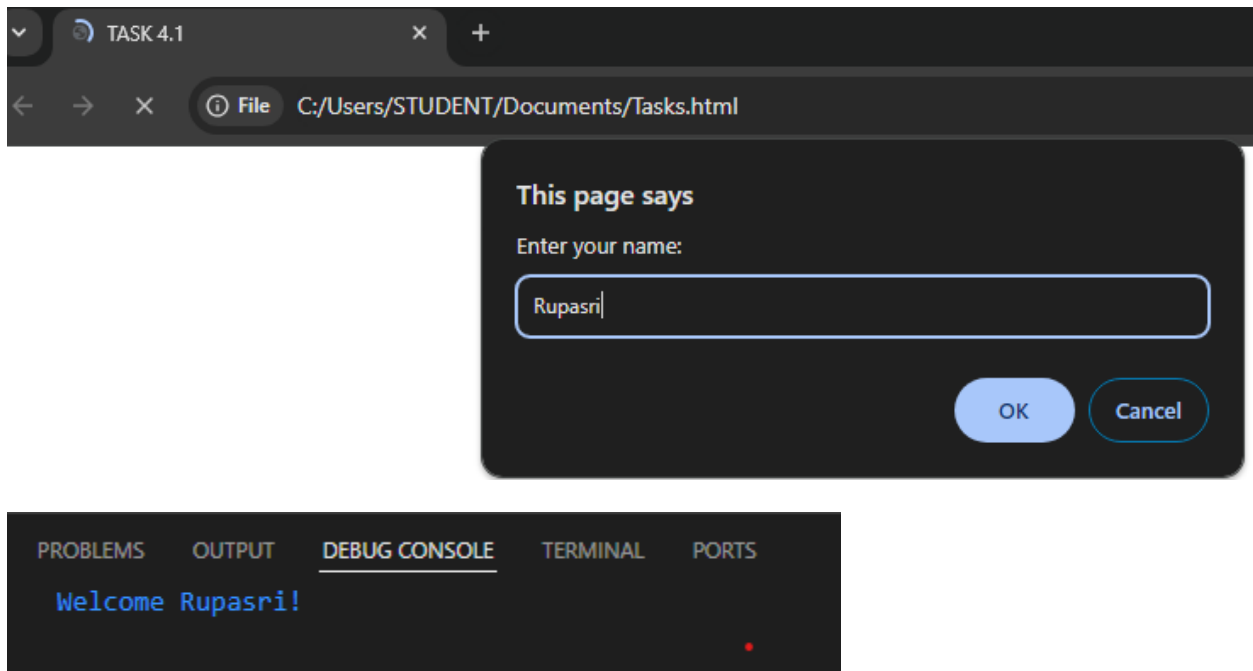 TASK 4.1
File C:/Users/STUDENT/Documents/Tasks.html
This page says
Enter your name:
Rupasri
OK Cancel
PROBLEMS OUTPUT DEBUG CONSOLE TERMINAL PORTS
Welcome Rupasri!